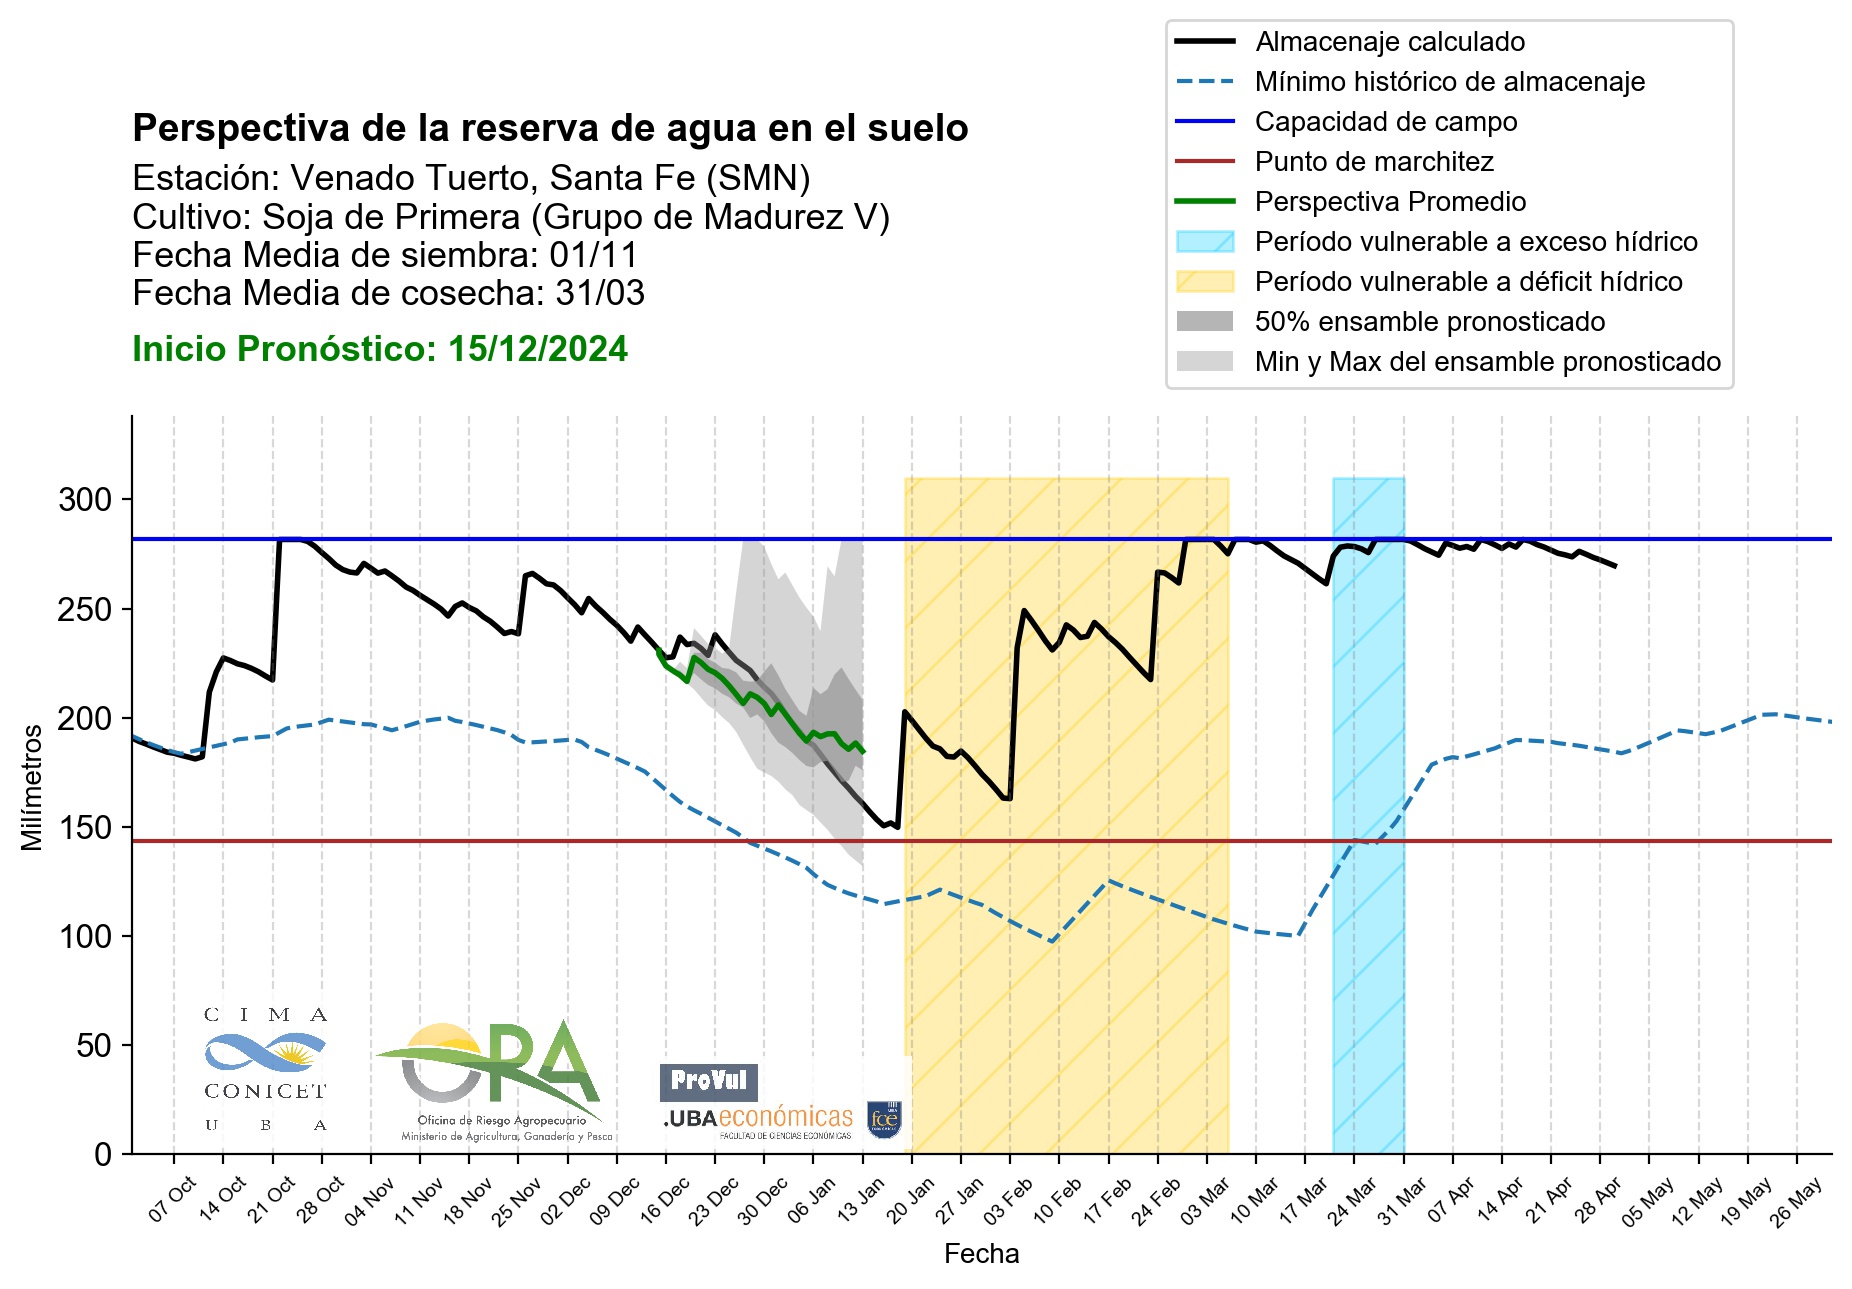 Almacenaje calculado
Mínimo histórico de almacenaje
Capacidad de campo
Punto de marchitez
Perspectiva Promedio
Período vulnerable a exceso hídrico
Período vulnerable a déficit hídrico
50% ensamble pronosticado
Min y Max del ensamble pronosticado
Perspectiva de la reserva de agua en el suelo
Estación: Venado Tuerto, Santa Fe (SMN)
Cultivo: Soja de Primera (Grupo de Madurez V)
Fecha Media de siembra: 01/11
Fecha Media de cosecha: 31/03
Inicio Pronóstico: 15/12/2024
Milímetros
300
250
200
150
100
50
0
CIMA
CONICET
UBA
ORA
Oficina de Riesgo Agropecuario
Ministerio de Agricultura, Ganadería y Pesca
ProVul
.UBAeconómicas
FACULTAD DE CIENCIAS ECONÓMICAS
fce
07 Oct
14 Oct
21 Oct
28 Oct
04 Nov
11 Nov
18 Nov
25 Nov
02 Dec
09 Dec
16 Dec
23 Dec
30 Dec
06 Jan
13 Jan
20 Jan
27 Jan
03 Feb
10 Feb
17 Feb
24 Feb
03 Mar
10 Mar
17 Mar
24 Mar
31 Mar
07 Apr
14 Apr
21 Apr
28 Apr
05 May
12 May
19 May
26 May
Fecha